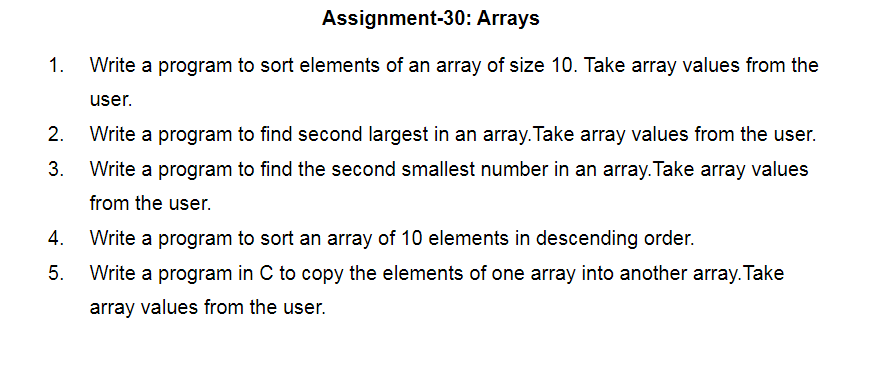 Assignment-30: Arrays
1. Write a program to sort elements of an array of size 10. Take array values from the
user.
2. Write a program to find second largest in an array.Take array values from the user.
3. Write a program to find the second smallest number in an array.Take array values
from the user.
4. Write a program to sort an array of 10 elements in descending order.
5. Write a program in C to copy the elements of one array into another array.Take
array values from the user.